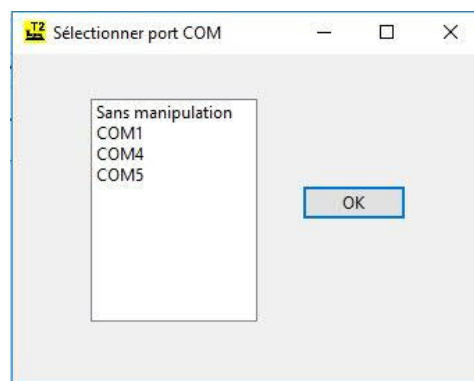 T2
Sélectionner port COM
Sans manipulation
COM1
COM4
COM5
OK